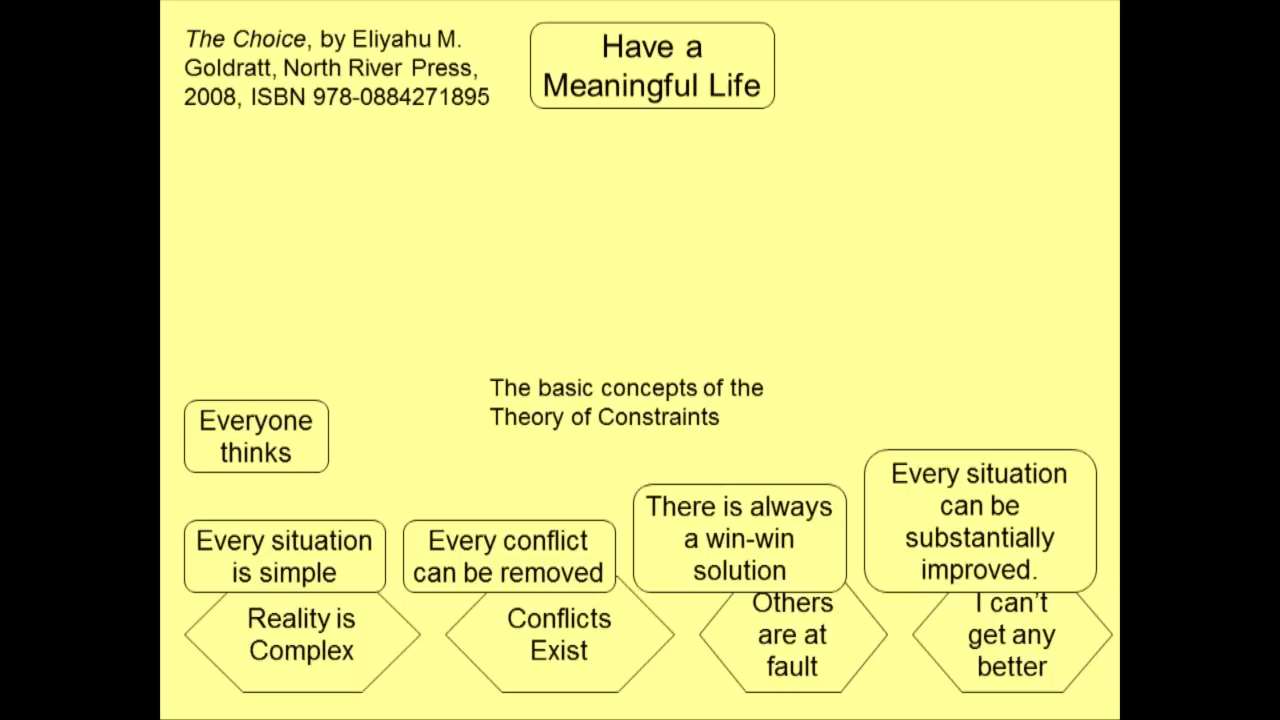 The Choice, by Eliyahu M.
Goldratt, North River Press,
2008, ISBN 978-0884271895
Have a
Meaningful Life
The basic concepts of the
Theory of Constraints
Everyone
thinks
Every situation
is simple
Every conflict
can be removed
There is always
a win-win
solution
Every situation
can be
substantially
improved.
Reality is
Complex
Conflicts
Exist
Others
are at
fault
I can't
get any
better